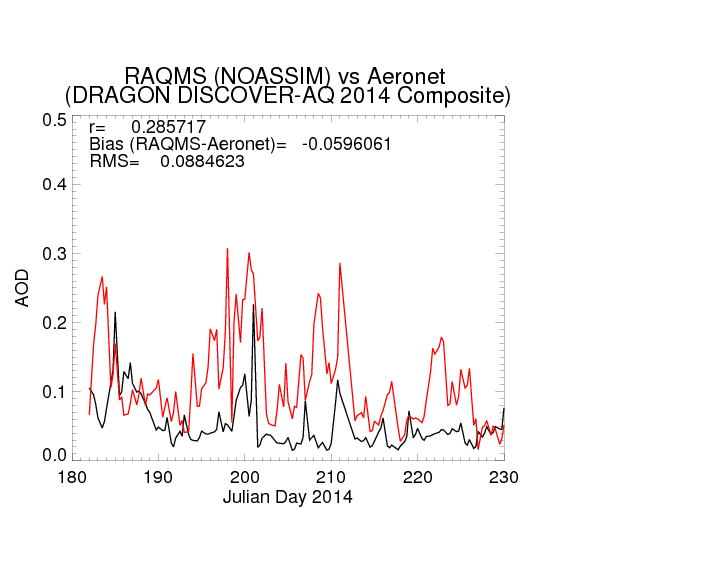 RAQMS (NOASSIM) vs Aeronet
(DRAGON DISCOVER-AQ 2014 Composite)
0.5
r= 0.285717
Bias (RAQMS-Aeronet)= -0.0596061
RMS= 0.0884623
0.4
0.3
AOD
0.2
0.1
0.0
180 190 200 210 220 230
Julian Day 2014